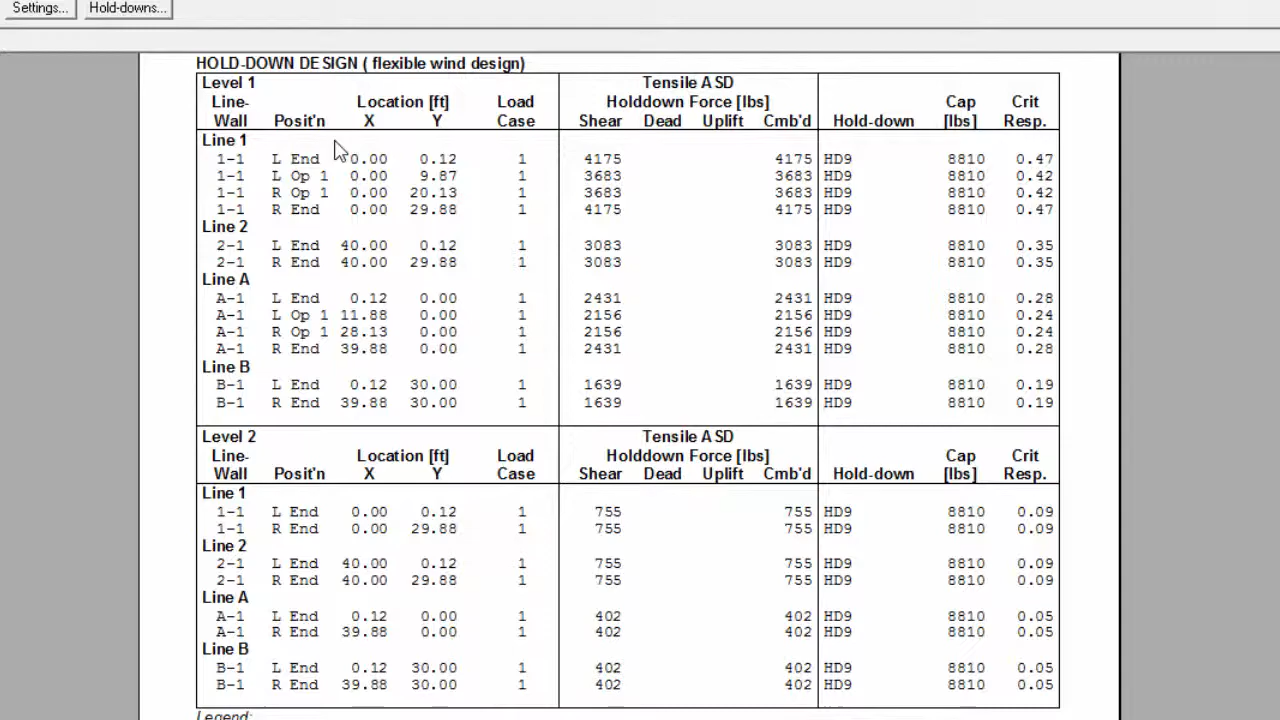 Settings... Hold-downs...
HOLD-DOWN DESIGN ( flexible wind design)
Level 1 Tensile ASD
Line- Location [ft] Load Holddown Force [lbs] Cap Crit
Wall Posit'n X Y Case Shear Dead Uplift Cmb'd Hold-down [lbs] Resp.
Line 1
1-1 L End 0.00 0.12 1 4175 4175 HD9 8810 0.47
1-1 L Op 1 0.00 9.87 1 3683 3683 HD9 8810 0.42
1-1 R Op 1 0.00 20.13 1 3683 3683 HD9 8810 0.42
1-1 R End 0.00 29.88 1 4175 4175 HD9 8810 0.47
Line 2
2-1 L End 40.00 0.12 1 3083 3083 HD9 8810 0.35
2-1 R End 40.00 29.88 1 3083 3083 HD9 8810 0.35
Line A
A-1 L End 0.12 0.00 1 2431 2431 HD9 8810 0.28
A-1 L Op 1 11.88 0.00 1 2156 2156 HD9 8810 0.24
A-1 R Op 1 28.13 0.00 1 2156 2156 HD9 8810 0.24
A-1 R End 39.88 0.00 1 2431 2431 HD9 8810 0.28
Line B
B-1 L End 0.12 30.00 1 1639 1639 HD9 8810 0.19
B-1 R End 39.88 30.00 1 1639 1639 HD9 8810 0.19
Level 2 Tensile ASD
Line- Location [ft] Load Holddown Force [lbs] Cap Crit
Wall Posit'n X Y Case Shear Dead Uplift Cmb'd Hold-down [lbs] Resp.
Line 1
1-1 L End 0.00 0.12 1 755 755 HD9 8810 0.09
1-1 R End 0.00 29.88 1 755 755 HD9 8810 0.09
Line 2
2-1 L End 40.00 0.12 1 755 755 HD9 8810 0.09
2-1 R End 40.00 29.88 1 755 755 HD9 8810 0.09
Line A
A-1 L End 0.12 0.00 1 402 402 HD9 8810 0.05
A-1 R End 39.88 0.00 1 402 402 HD9 8810 0.05
Line B
B-1 L End 0.12 30.00 1 402 402 HD9 8810 0.05
B-1 R End 39.88 30.00 1 402 402 HD9 8810 0.05
Legend: